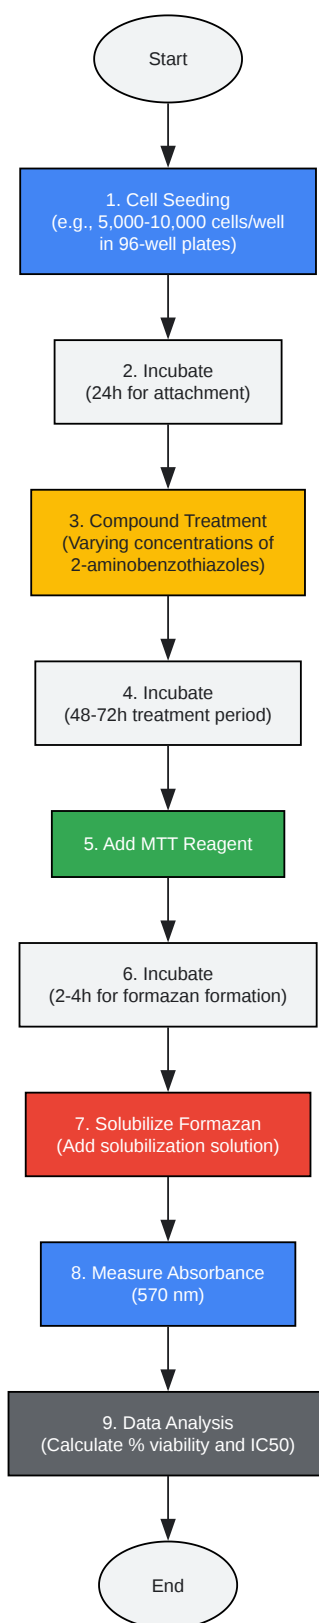 Start
1. Cell Seeding
(e.g., 5,000-10,000 cells/well
in 96-well plates)
2. Incubate
(24h for attachment)
3. Compound Treatment
(Varying concentrations of
2-aminobenzothiazoles)
4. Incubate
(48-72h treatment period)
5. Add MTT Reagent
6. Incubate
(2-4h for formazan formation)
7. Solubilize Formazan
(Add solubilization solution)
8. Measure Absorbance
(570 nm)
9. Data Analysis
(Calculate % viability and IC50)
End